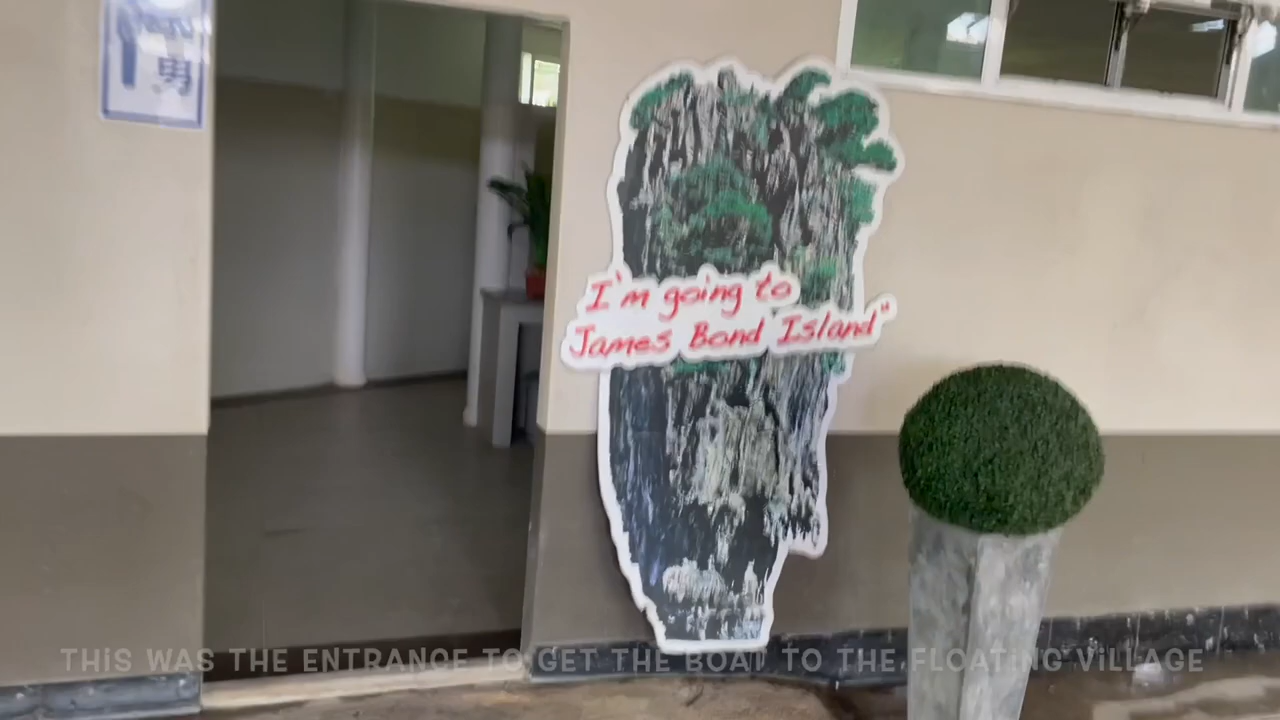 男
I'm going to
James Bond Island"
THiS WAS THE ENTRANCE TO GET THE BOAT TO THE FLOATiNG ViLLAGE